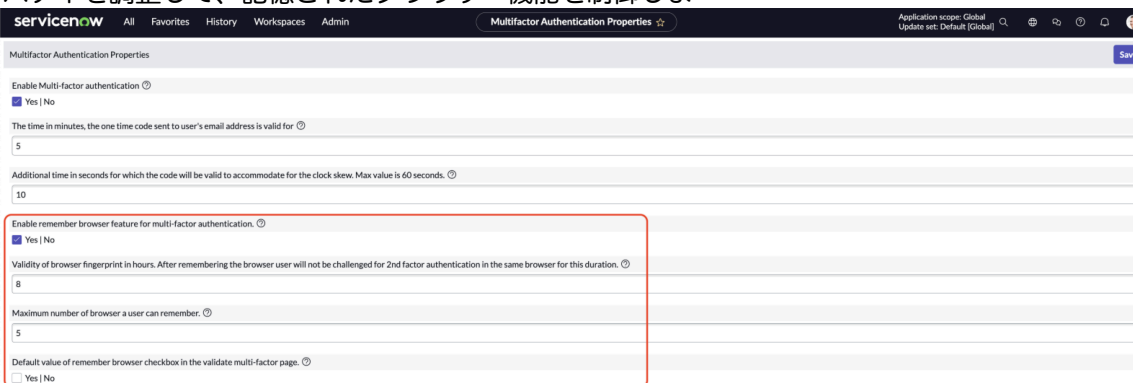 servicenow All Favorites History Workspaces Admin Multifactor Authentication Properties ☆ Application scope: Global
Update set: Default [Global]
Multifactor Authentication Properties Sav
Enable Multi-factor authentication
Yes | No
The time in minutes, the one time code sent to user's email address is valid for
5
Additional time in seconds for which the code will be valid to accommodate for the clock skew. Max value is 60 seconds.
10
Enable remember browser feature for multi-factor authentication.
Yes | No
Validity of browser fingerprint in hours. After remembering the browser user will not be challenged for 2nd factor authentication in the same browser for this duration.
8
Maximum number of browser a user can remember.
5
Default value of remember browser checkbox in the validate multi-factor page.
Yes | No